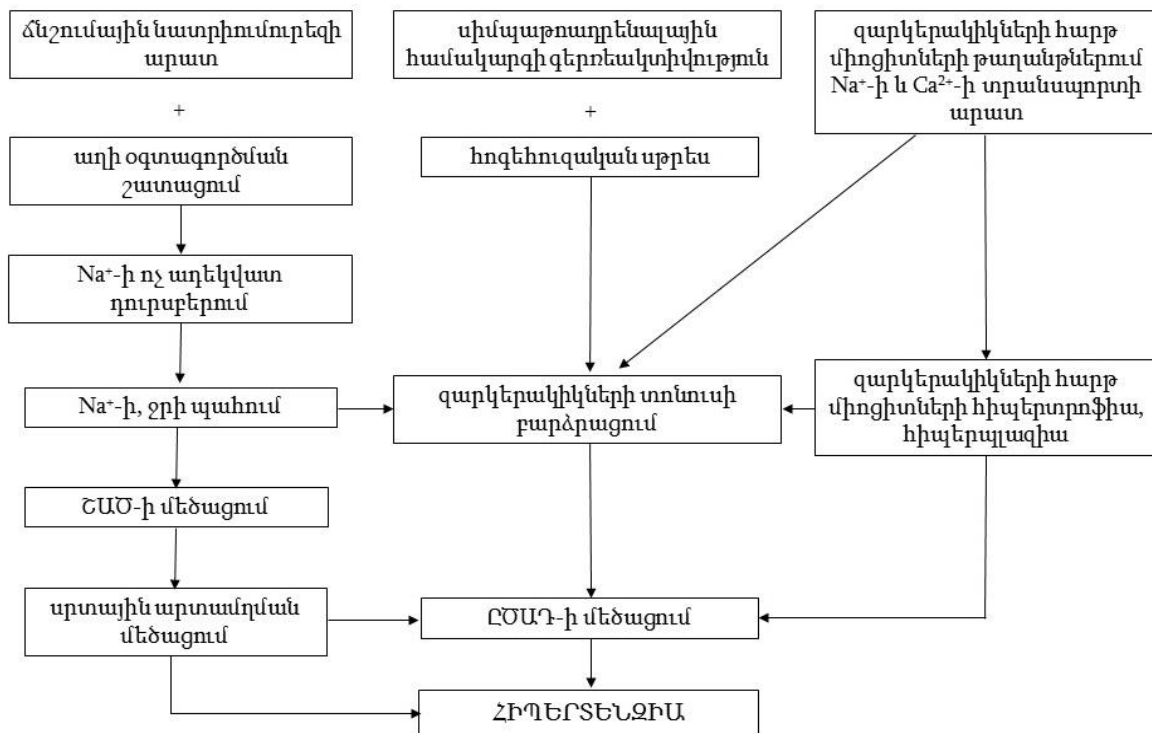 ճնշումային նատրիումուրեզի
արատ
+
աղի օգտագործման
շատացում
Na⁺-ի ոչ ադեկվատ
դուրսբերում
Na⁺-ի, ջրի պահում
ՇԱԾ-ի մեծացում
սրտային արտամղման
մեծացում
սիմպաթոադրենալային
համակարգի գերռեակտիվություն
+
հոգեհուզական սթրես
զարկերակիկների տոնուսի
բարձրացում
ԸԾԱԴ-ի մեծացում
ՀԻՊԵՐՏԵՆԶԻԱ
զարկերակիկների հարթ
միոցիտների թաղանթներում
Na⁺-ի և Ca²⁺-ի տրանսպորտի
արատ
զարկերակիկների հարթ
միոցիտների հիպերտրոֆիա,
հիպերպլազիա